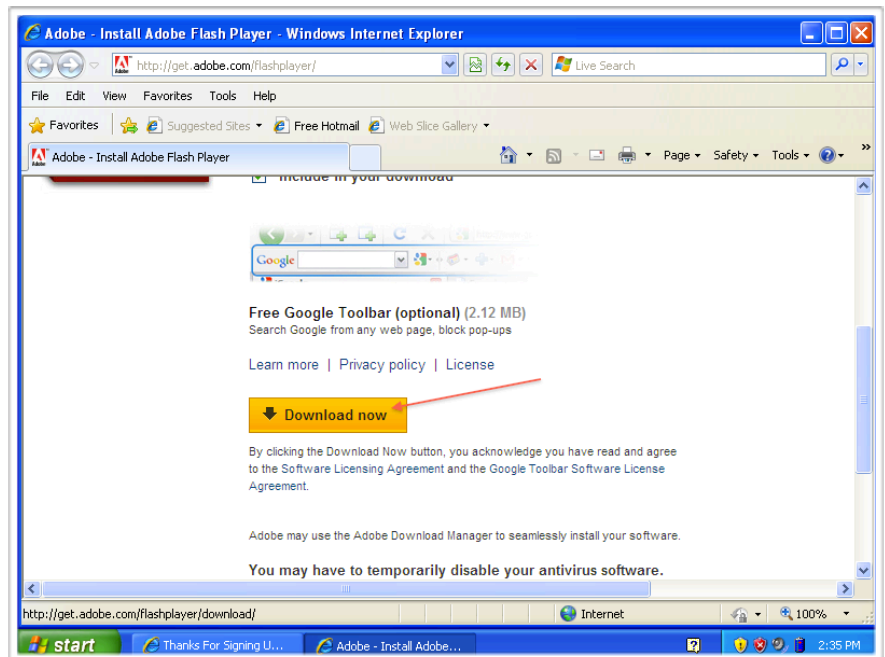 Adobe - Install Adobe Flash Player - Windows Internet Explorer
http://get.adobe.com/flashplayer/
Live Search
File Edit View Favorites Tools Help
Favorites Suggested Sites Free Hotmail Web Slice Gallery
Adobe - Install Adobe Flash Player Page Safety Tools »
Include in your download
Google
Free Google Toolbar (optional) (2.12 MB)
Search Google from any web page, block pop-ups
Learn more | Privacy policy | License
Download now
By clicking the Download Now button, you acknowledge you have read and agree
to the Software Licensing Agreement and the Google Toolbar Software License
Agreement.
Adobe may use the Adobe Download Manager to seamlessly install your software.
You may have to temporarily disable your antivirus software.
http://get.adobe.com/flashplayer/download/ Internet 100%
start Thanks For Signing U... Adobe - Install Adobe... 2:35 PM